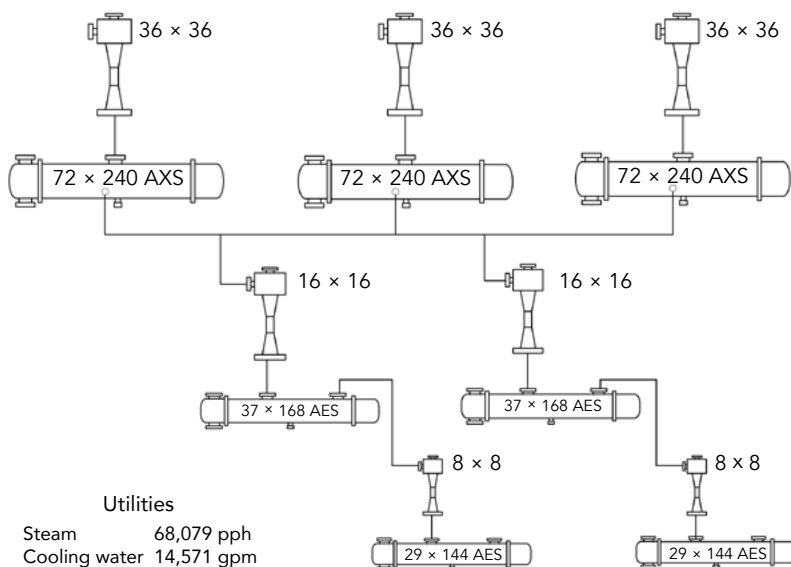 36 × 36
36 × 36
36 × 36
72 × 240 AXS
72 × 240 AXS
72 × 240 AXS
16 × 16
16 × 16
37 × 168 AES
37 × 168 AES
8 × 8
8 × 8
Utilities
Steam 68,079 pph
Cooling water 14,571 gpm
29 × 144 AES
29 × 144 AES